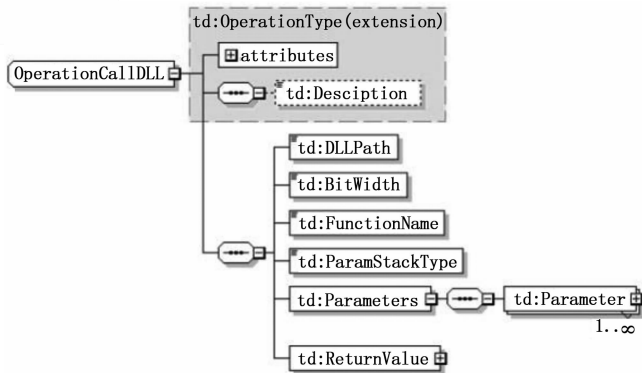 td:OperationType(extension)
attributes
OperationCallDLL
td:Desciption
td:DLLPath
td:BitWidth
td:FunctionName
td:ParamStackType
td:Parameters
td:Parameter
1..∞
td:ReturnValue